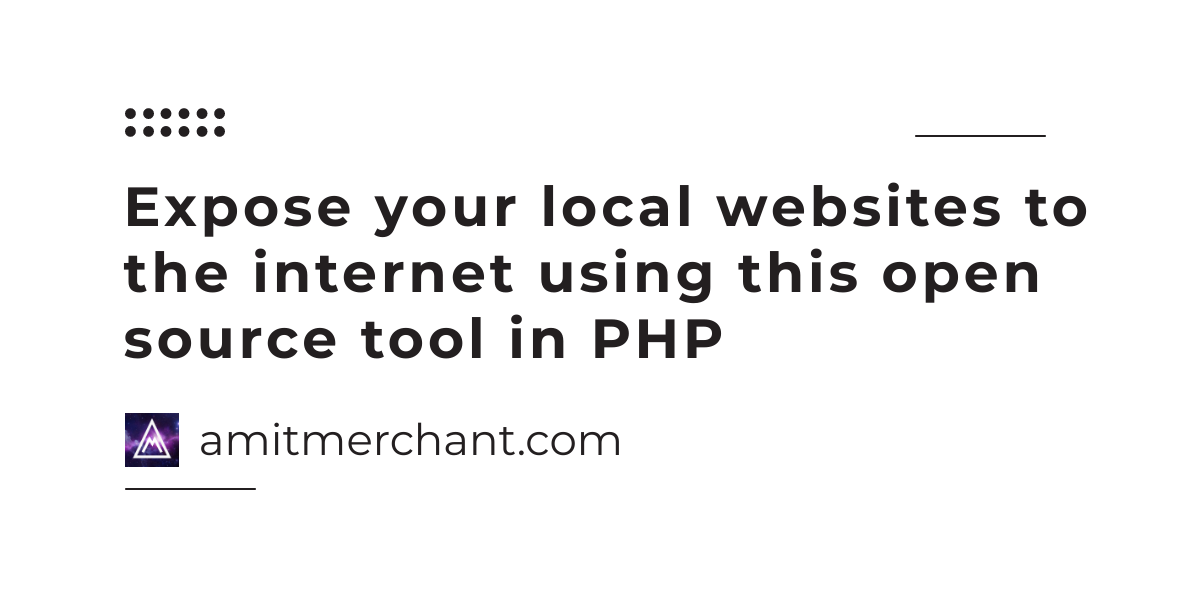 Expose your local websites to
the internet using this open
source tool in PHP
amitmerchant.com